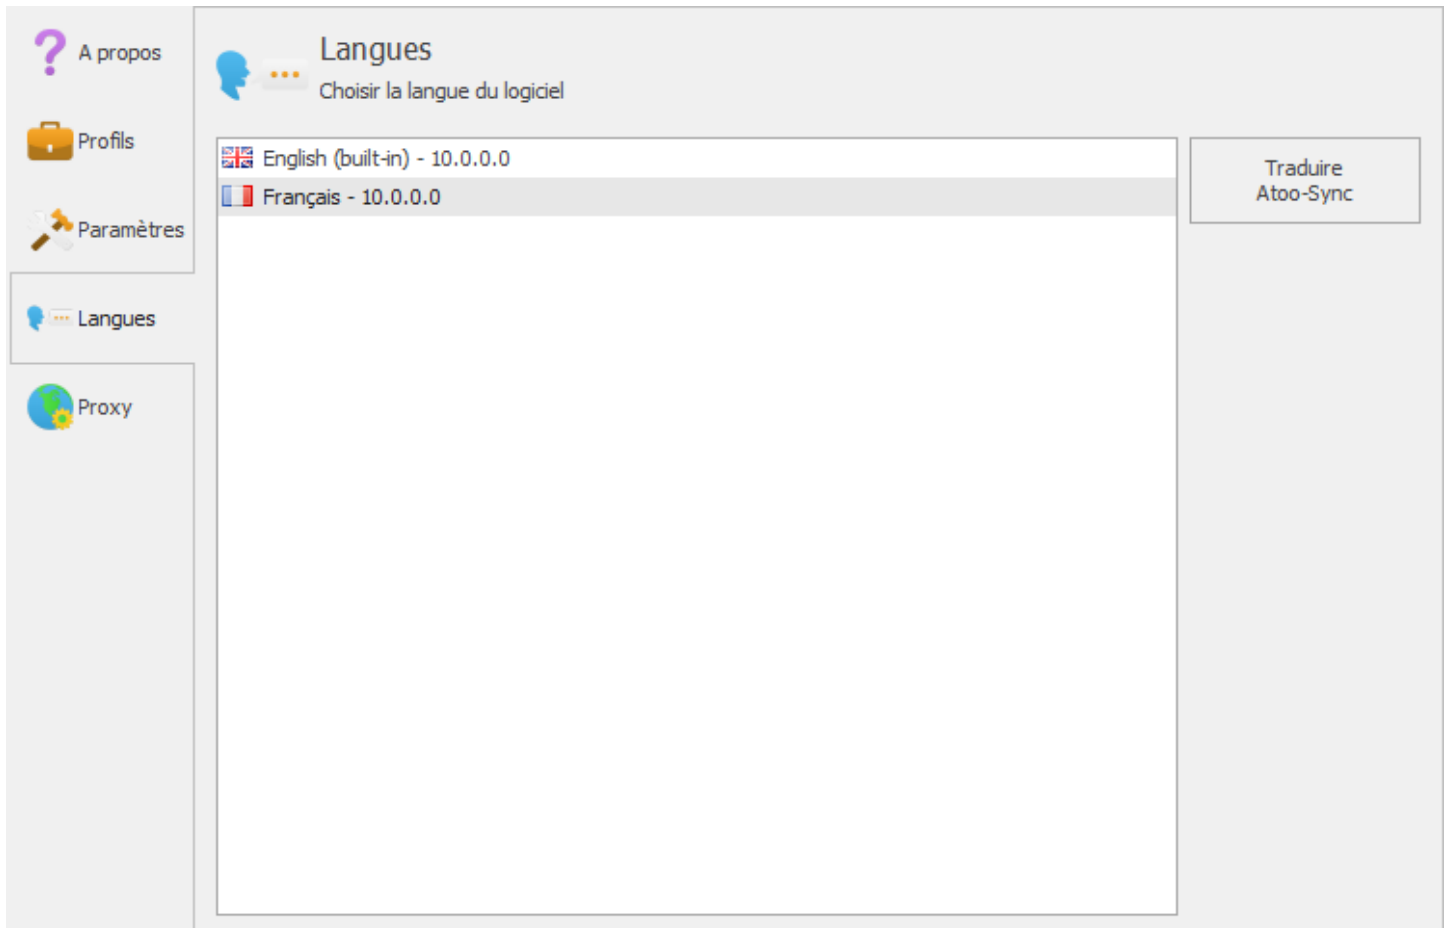 A propos
Profils
Paramètres
Langues
Proxy
Langues
Choisir la langue du logiciel
English (built-in) - 10.0.0.0
Français - 10.0.0.0
Traduire
Atoo-Sync